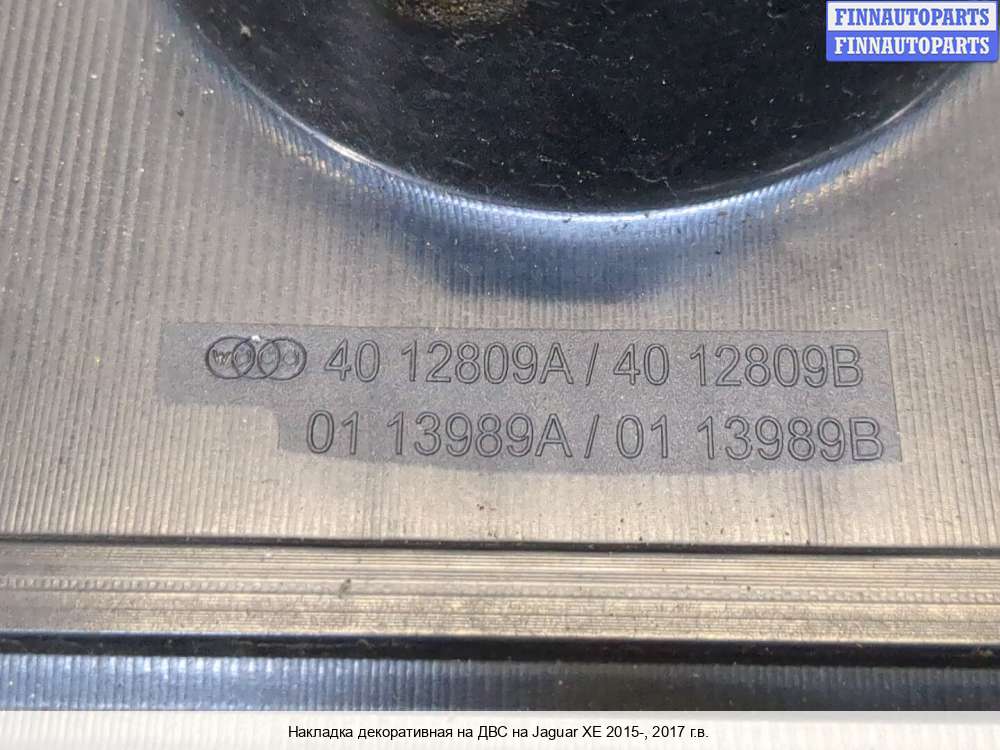 FINNAUTOPARTS
FINNAUTOPARTS
40 12809A / 40 12809B
01 13989A / 01 13989B
Накладка декоративная на ДВС на Jaguar XE 2015-, 2017 г.в.